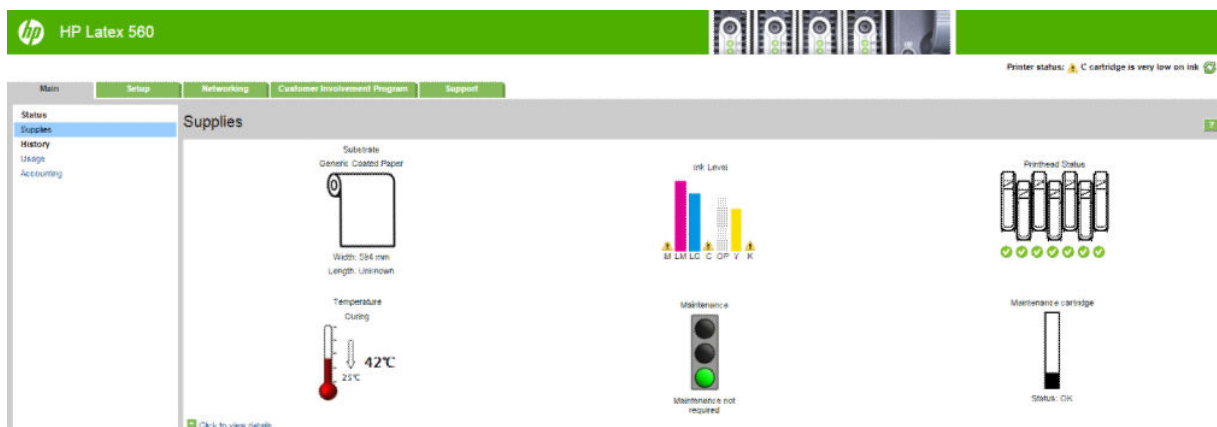 hp HP Latex 560
Printer status: C cartridge is very low on ink
Main Setup Networking Customer Involvement Program Support
Status
Supplies
History
Usage
Accounting
Supplies
?
Substrate
Generic Coated Paper
Width: 594 mm
Length: Unknown
Ink Level
M LM LC C OP Y K
Printhead Status
Temperature
Curing
42°C
25°C
Maintenance
Maintenance not
required
Maintenance cartridge
Status: OK
Click to view details